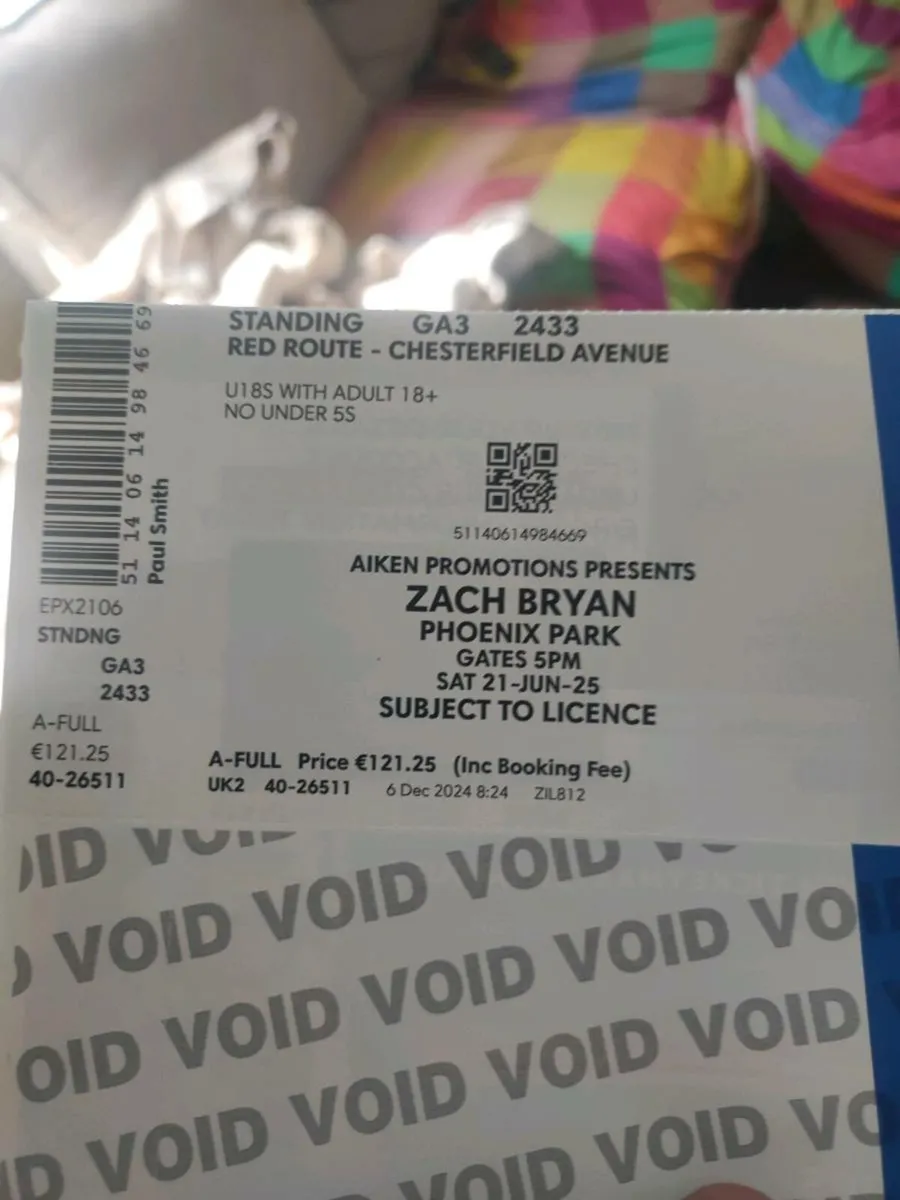 STANDING GA3 2433
RED ROUTE - CHESTERFIELD AVENUE
U18S WITH ADULT 18+
NO UNDER 5S
51140614984669
AIKEN PROMOTIONS PRESENTS
ZACH BRYAN
PHOENIX PARK
GATES 5PM
SAT 21-JUN-25
SUBJECT TO LICENCE
A-FULL Price €121.25 (Inc Booking Fee)
UK2 40-26511 6 Dec 2024 8:24 ZIL812
51 14 06 14 98 46 69
Paul Smith
EPX2106
STNDNG
GA3
2433
A-FULL
€121.25
40-26511
VOID
VOID VOID VOID
VOID VOID VOID VOID
VOID VOID VOID VOID
VOID VOID